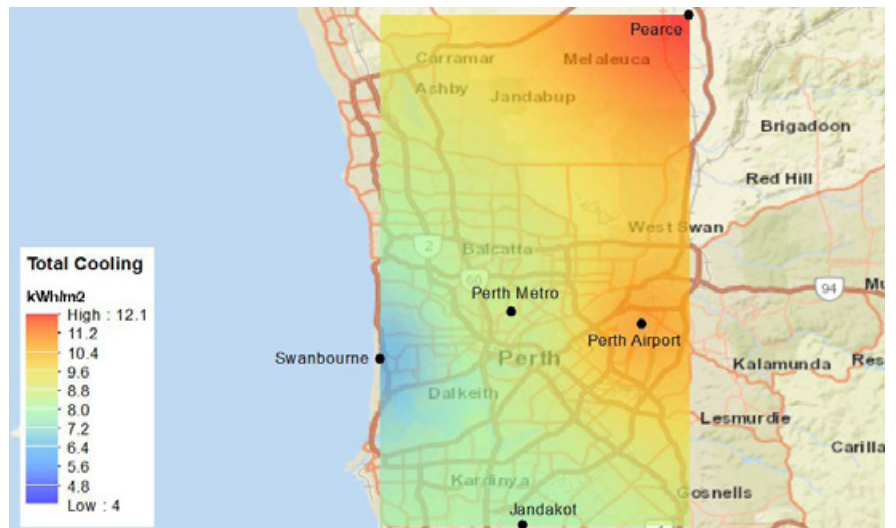 Pearce
Carramar
Melaleuca
Ashby
Jandabup
Brigadoon
Red Hill
West Swan
2
Balcatta
Total Cooling
60
kWh/m2
94
Mu
Perth Metro
High : 12.1
11.2
10.4
Perth Airport
9.6
Swanbourne
Perth
Kalamunda
Res
8.8
8.0
Dalkeith
7.2
Lesmurdie
6.4
Carilla
5.6
Kardinya
4.8
Gosnells
Low : 4
Jandakot